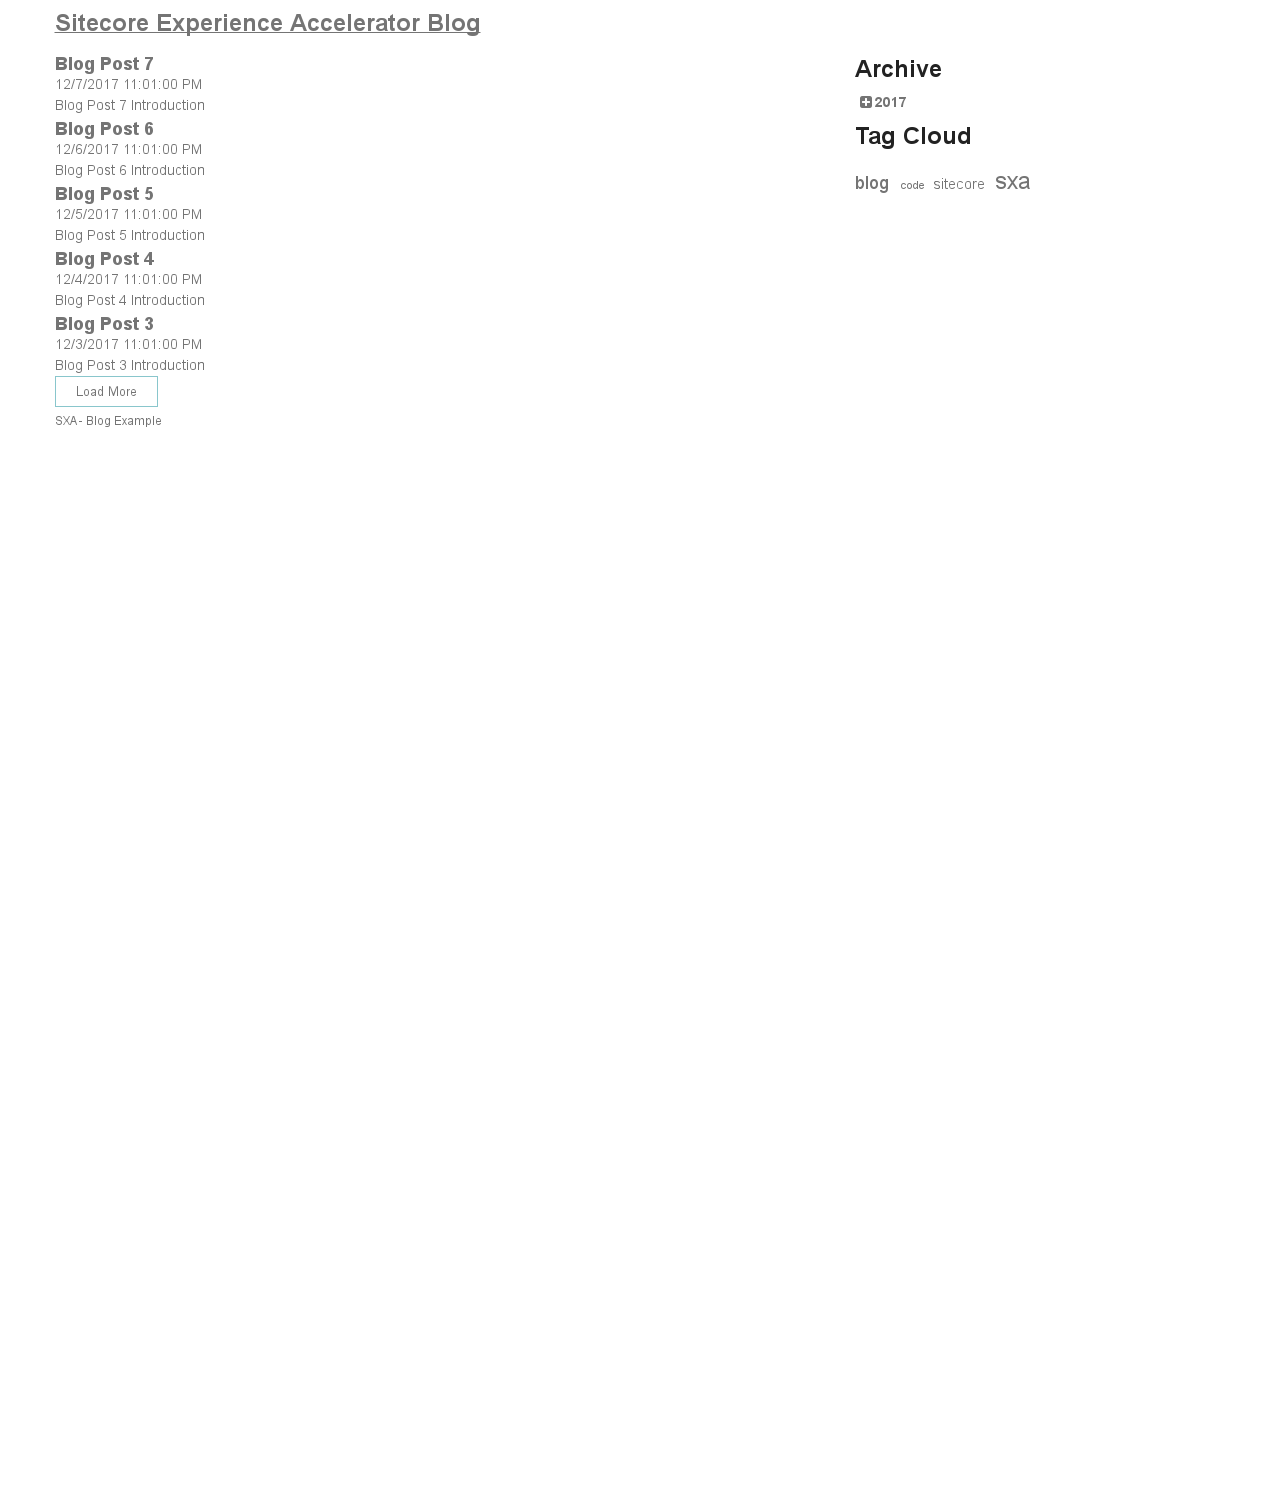 Sitecore Experience Accelerator Blog
Blog Post 7
12/7/2017 11:01:00 PM
Blog Post 7 Introduction
Blog Post 6
12/6/2017 11:01:00 PM
Blog Post 6 Introduction
Blog Post 5
12/5/2017 11:01:00 PM
Blog Post 5 Introduction
Blog Post 4
12/4/2017 11:01:00 PM
Blog Post 4 Introduction
Blog Post 3
12/3/2017 11:01:00 PM
Blog Post 3 Introduction
Load More
SXA- Blog Example
Archive
2017
Tag Cloud
blog code sitecore sxa